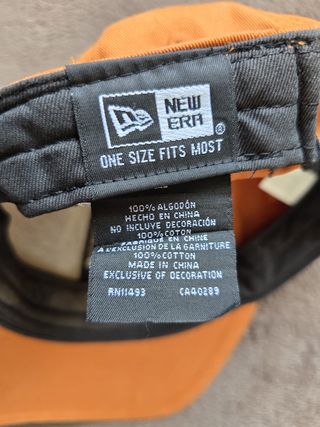 NEW
ERA®
ONE SIZE FITS MOST
100% ALGODÓN
HECHO EN CHINA
NO INCLUYE DECORACIÓN
100% COTON
FABRIQUÉ EN CHINE
À L'EXCLUSION DE LA GARNITURE
100% COTTON
MADE IN CHINA
EXCLUSIVE OF DECORATION
RN11493 CA40289